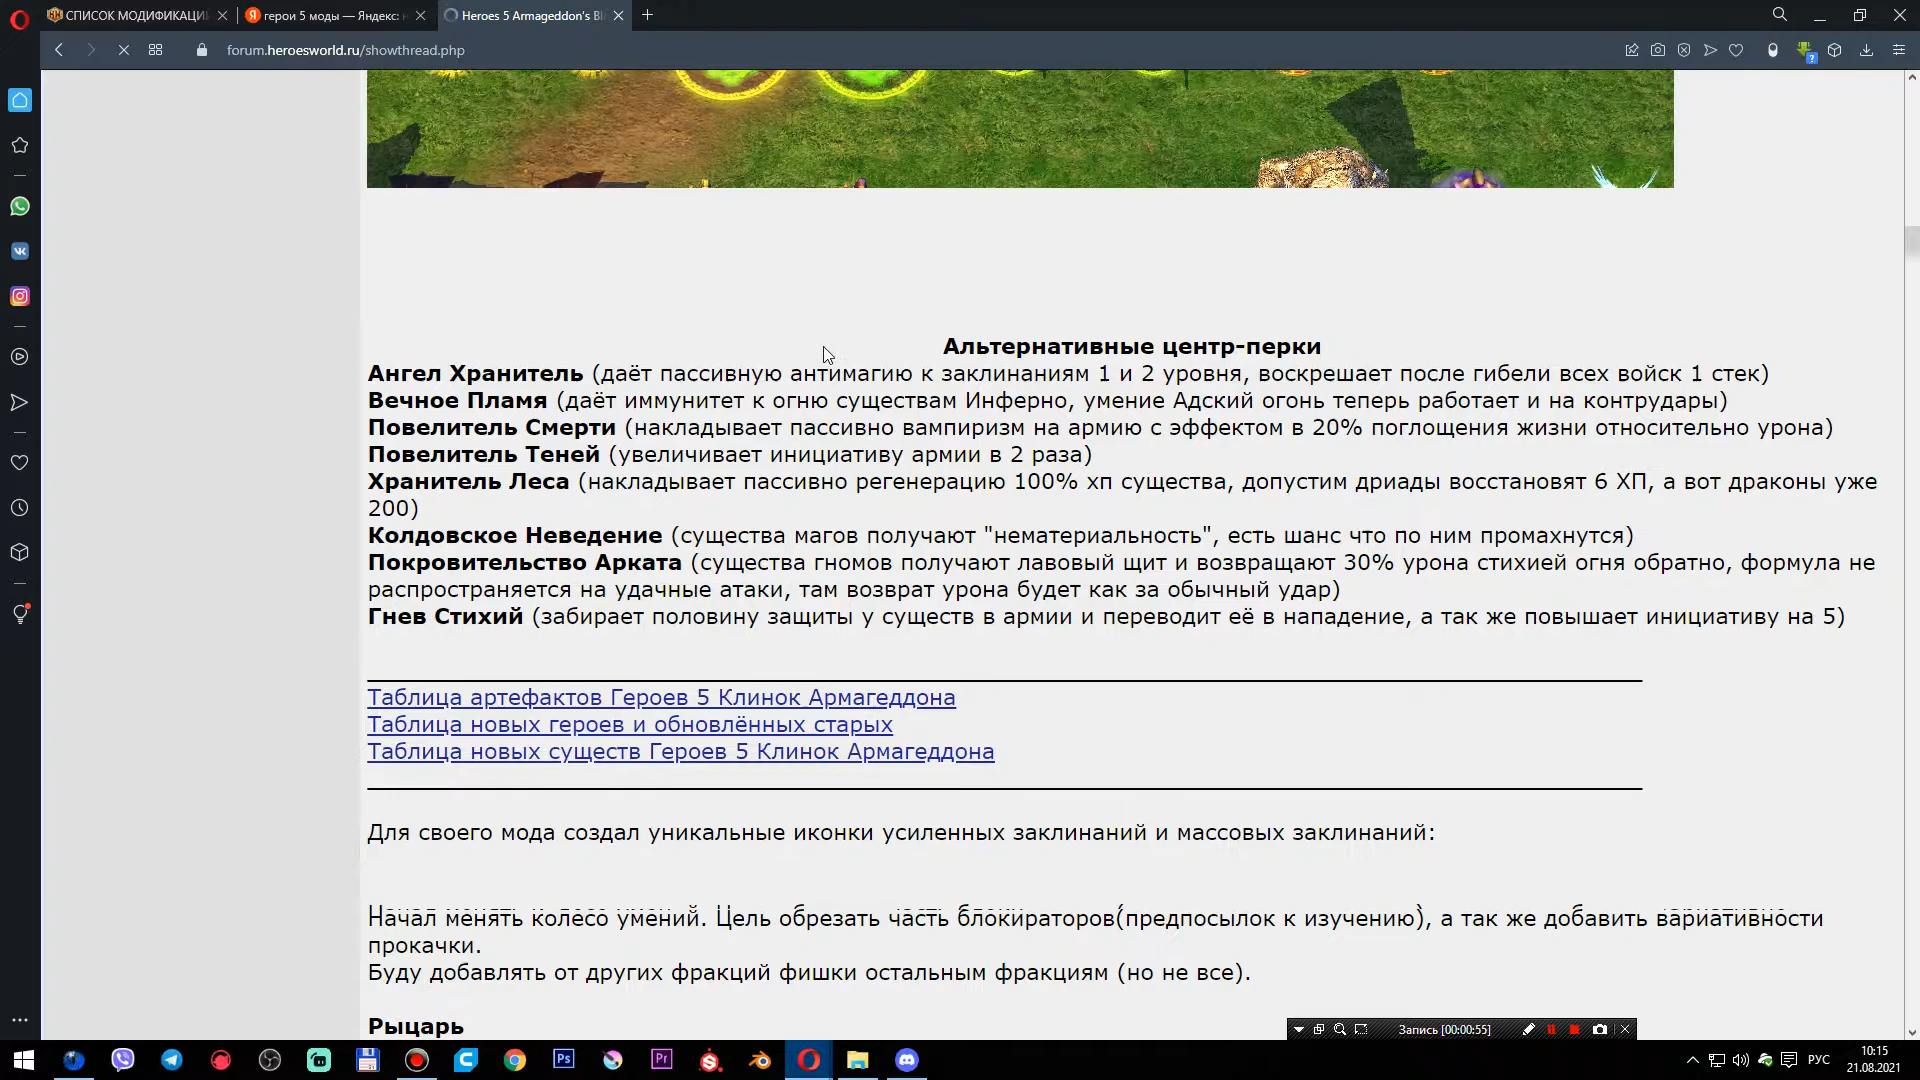 СПИСОК МОДИФИКАЦИ
герои 5 моды — Яндекс:
Heroes 5 Armageddon's Bl
forum.heroesworld.ru/showthread.php
Альтернативные центр-перки
Ангел Хранитель (даёт пассивную антимагию к заклинаниям 1 и 2 уровня, воскрешает после гибели всех войск 1 стек)
Вечное Пламя (даёт иммунитет к огню существам Инферно, умение Адский огонь теперь работает и на контрудары)
Повелитель Смерти (накладывает пассивно вампиризм на армию с эффектом в 20% поглощения жизни относительно урона)
Повелитель Теней (увеличивает инициативу армии в 2 раза)
Хранитель Леса (накладывает пассивно регенерацию 100% хп существа, допустим дриады восстановят 6 ХП, а вот драконы уже
200)
Колдовское Неведение (существа магов получают "нематериальность", есть шанс что по ним промахнутся)
Покровительство Арката (существа гномов получают лавовый щит и возвращают 30% урона стихией огня обратно, формула не
распространяется на удачные атаки, там возврат урона будет как за обычный удар)
Гнев Стихий (забирает половину защиты у существ в армии и переводит её в нападение, а так же повышает инициативу на 5)
Таблица артефактов Героев 5 Клинок Армагеддона
Таблица новых героев и обновлённых старых
Таблица новых существ Героев 5 Клинок Армагеддона
Для своего мода создал уникальные иконки усиленных заклинаний и массовых заклинаний:
Начал менять колесо умений. Цель обрезать часть блокираторов(предпосылок к изучению), а так же добавить вариативности
прокачки.
Буду добавлять от других фракций фишки остальным фракциям (но не все).
Рыцарь
Запись [00:00:55]
Ps
Pr
РУС
10:15
21.08.2021